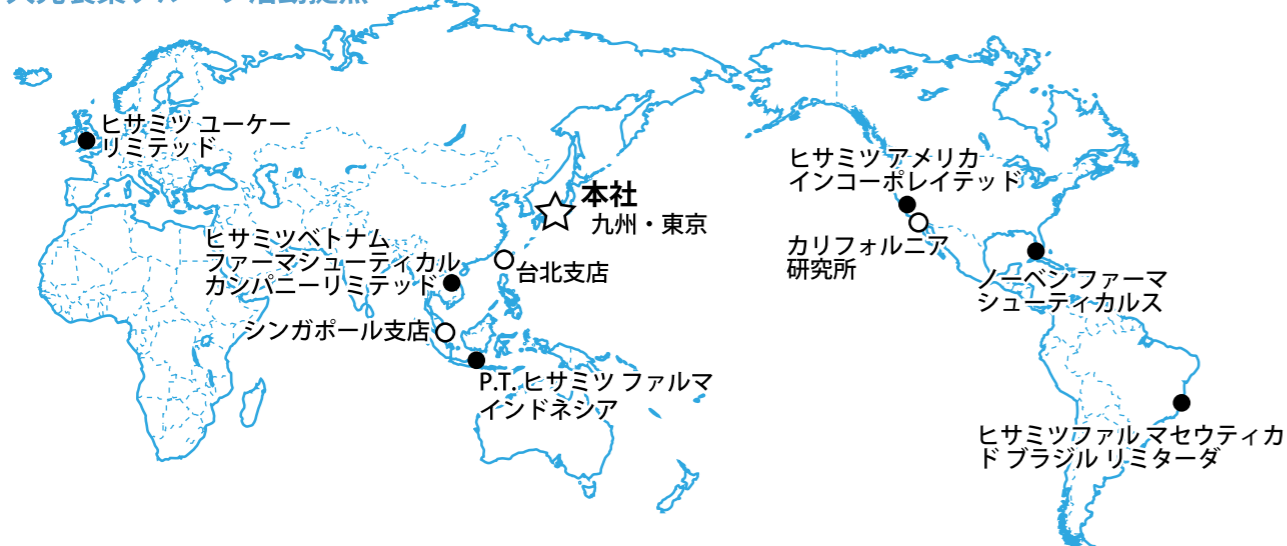 ヒサミツ ユーケー
リミテッド
本社
九州・東京
ヒサミツベトナム
ファーマシューティカル
カンパニーリミテッド
台北支店
シンガポール支店
P.T. ヒサミツ ファルマ
インドネシア
ヒサミツ アメリカ
インコーポレイテッド
カリフォルニア
研究所
ノーベン ファーマ
シューティカルス
ヒサミツファル マセウティカ
ド ブラジル リミターダ